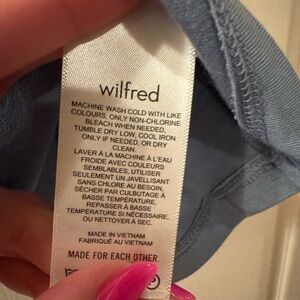 wilfred
MACHINE WASH COLD WITH LIKE
COLOURS, ONLY NON-CHLORINE
BLEACH WHEN NEEDED,
TUMBLE DRY LOW, COOL IRON
ONLY IF NEEDED, OR DRY
CLEAN.
LAVER À LA MACHINE À L'EAU
FROIDE AVEC COULEURS
SEMBLABLES, UTILISER
SEULEMENT UN JAVELLISANT
SANS CHLORE AU BESOIN,
SÉCHER PAR CULBUTAGE À
BASSE TEMPÉRATURE,
REPASSER À BASSE
TEMPÉRATURE SI NÉCESSAIRE,
OU NETTOYER À SEC.
MADE IN VIETNAM
FABRIQUÉ AU VIETNAM
MADE FOR EACH OTHER.